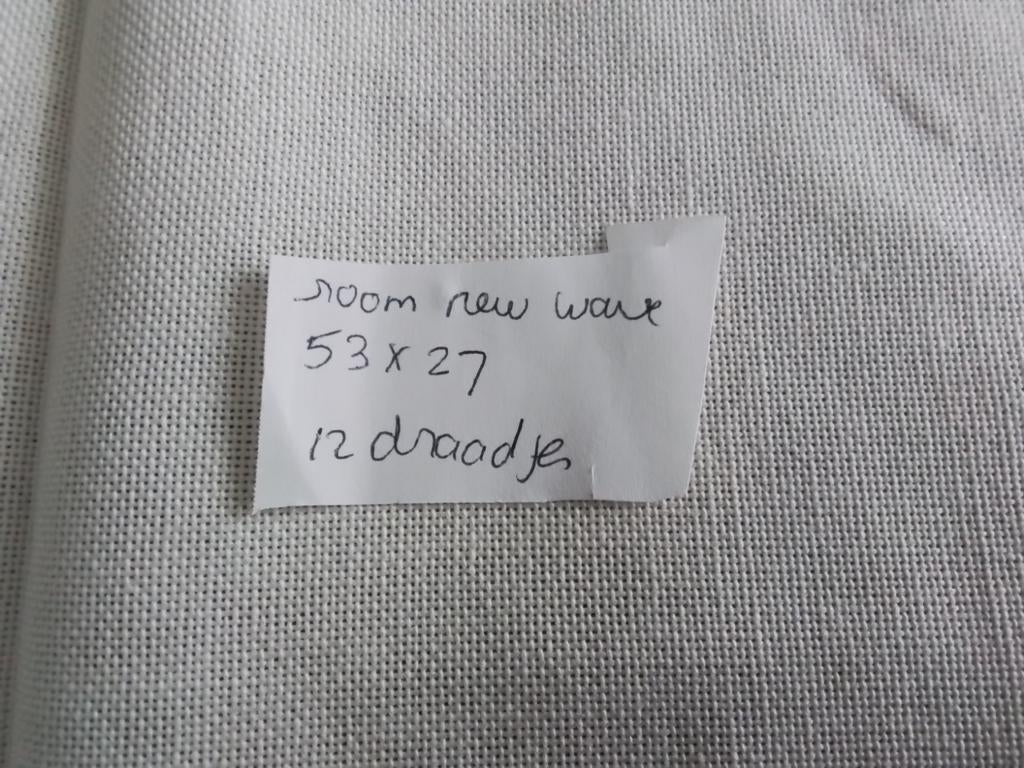 room new wave
53 x 27
12 draadjes